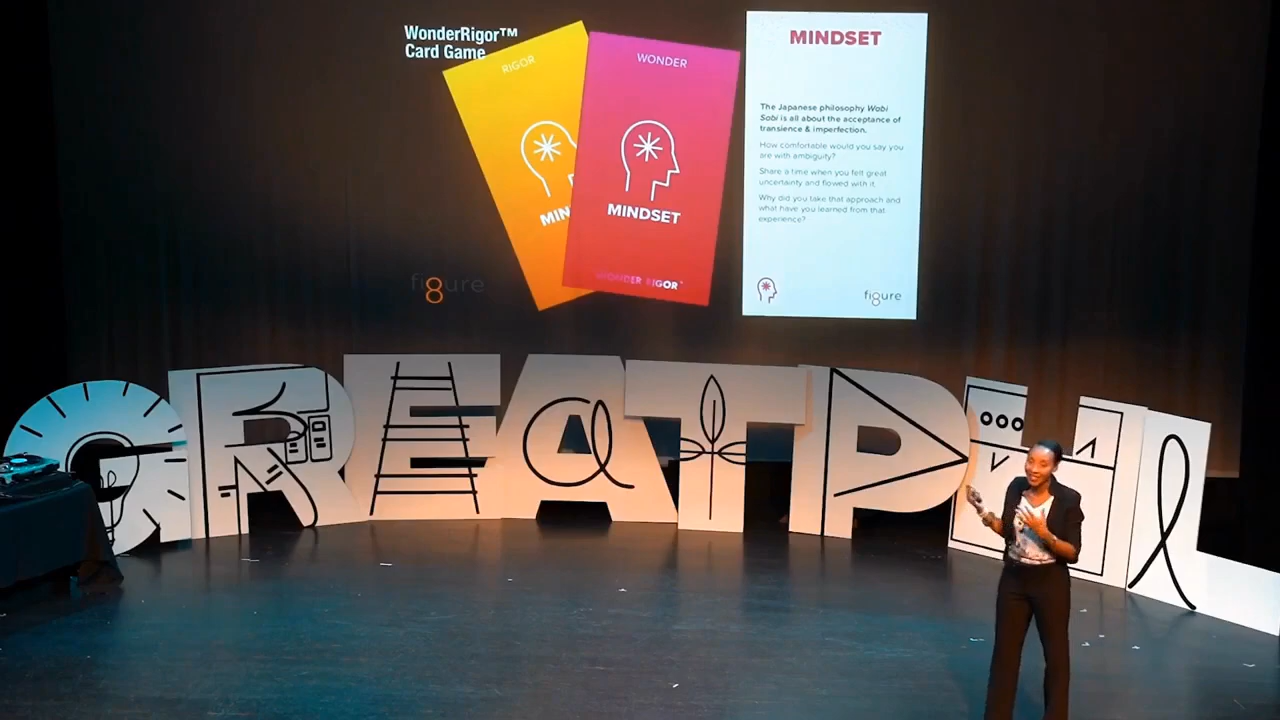 WonderRigor™
Card Game
RIGOR
MIN
WONDER
MINDSET
WONDER RIGOR
MINDSET
The Japanese philosophy Wabi
Sabi is all about the acceptance of
transience & imperfection.
How comfortable would you say you
are with ambiguity?
Share a time when you felt great
uncertainty and flowed with it.
Why did you take that approach and
what have you learned from that
experience?
fi8ure
fi8ure
CREATPHL